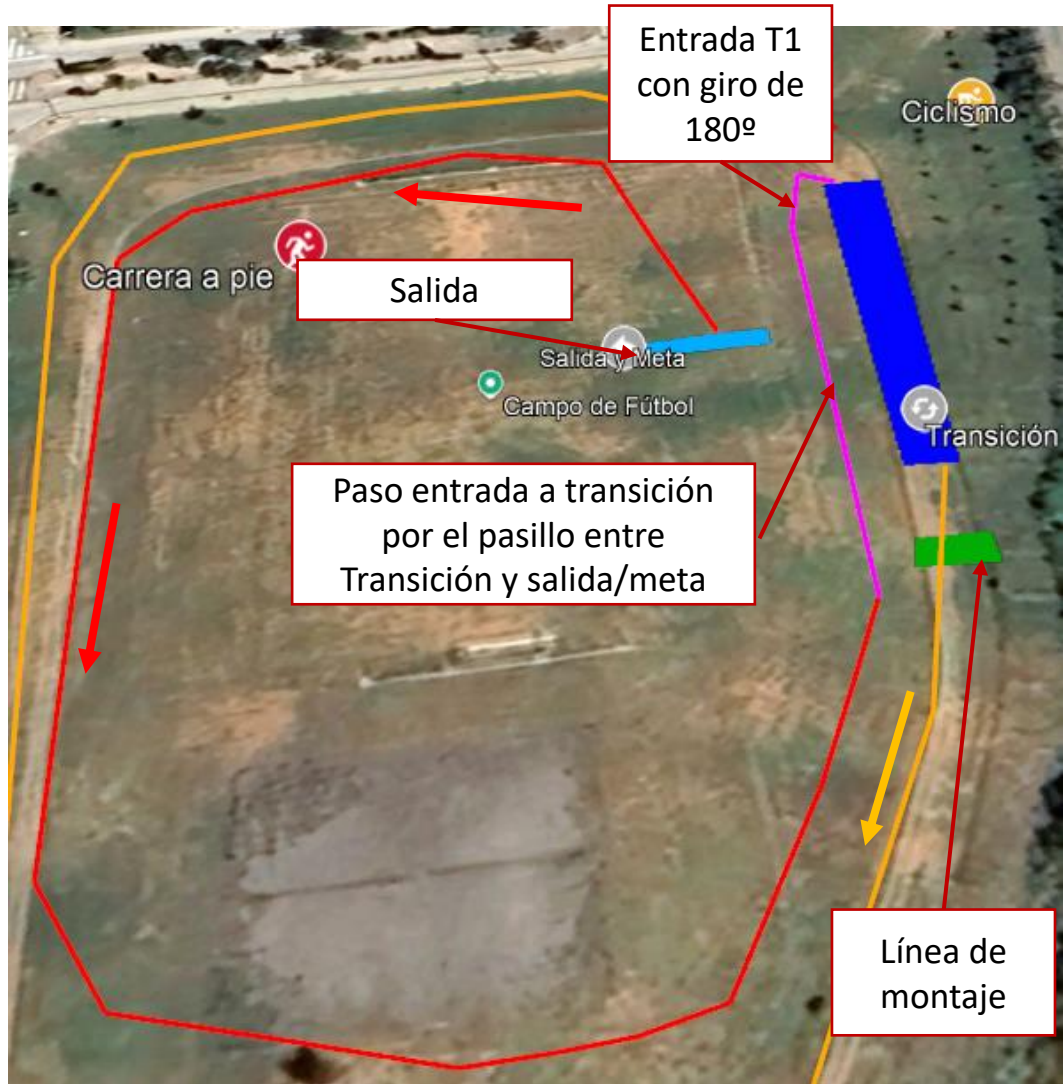 Entrada T1
con giro de
180º
Ciclismo
Carrera a pie
Salida
Salida y Meta
Campo de Fútbol
Transición
Paso entrada a transición
por el pasillo entre
Transición y salida/meta
Línea de
montaje